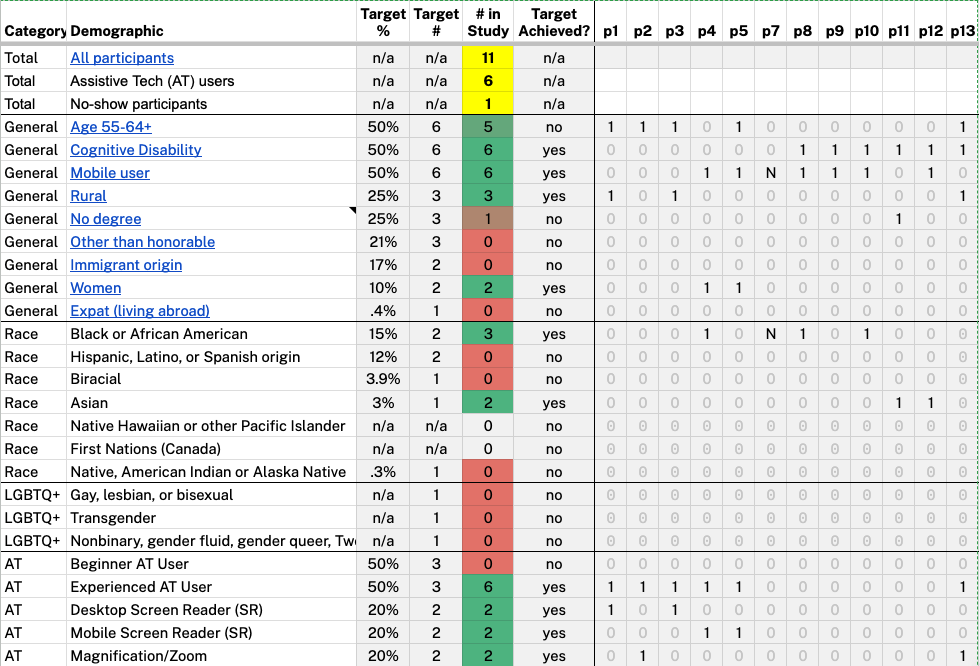 Target Target # in Target
Category Demographic % # Study Achieved? p1 p2 p3 p4 p5 p7 p8 p9 p10 p11 p12 p13
Total All participants n/a n/a 11 n/a
Total Assistive Tech (AT) users n/a n/a 6 n/a
Total No-show participants n/a n/a 1 n/a
General Age 55-64+ 50% 6 5 no 1 1 1 0 1 0 0 0 0 0 0 1
General Cognitive Disability 50% 6 6 yes 0 0 0 0 0 0 1 1 1 1 1 1
General Mobile user 50% 6 6 yes 0 0 0 1 1 N 1 1 1 0 1 0
General Rural 25% 3 3 yes 1 0 1 0 0 0 0 0 0 0 0 1
General No degree 25% 3 1 no 0 0 0 0 0 0 0 0 0 1 0 0
General Other than honorable 21% 3 0 no 0 0 0 0 0 0 0 0 0 0 0 0
General Immigrant origin 17% 2 0 no 0 0 0 0 0 0 0 0 0 0 0 0
General Women 10% 2 2 yes 0 0 0 1 1 0 0 0 0 0 0 0
General Expat (living abroad) .4% 1 0 no 0 0 0 0 0 0 0 0 0 0 0 0
Race Black or African American 15% 2 3 yes 0 0 0 1 0 N 1 0 1 0 0 0
Race Hispanic, Latino, or Spanish origin 12% 2 0 no 0 0 0 0 0 0 0 0 0 0 0 0
Race Biracial 3.9% 1 0 no 0 0 0 0 0 0 0 0 0 0 0 0
Race Asian 3% 1 2 yes 0 0 0 0 0 0 0 0 0 1 1 0
Race Native Hawaiian or other Pacific Islander n/a n/a 0 no 0 0 0 0 0 0 0 0 0 0 0 0
Race First Nations (Canada) n/a n/a 0 no 0 0 0 0 0 0 0 0 0 0 0 0
Race Native, American Indian or Alaska Native .3% 1 0 no 0 0 0 0 0 0 0 0 0 0 0 0
LGBTQ+ Gay, lesbian, or bisexual n/a 1 0 no 0 0 0 0 0 0 0 0 0 0 0 0
LGBTQ+ Transgender n/a 1 0 no 0 0 0 0 0 0 0 0 0 0 0 0
LGBTQ+ Nonbinary, gender fluid, gender queer, Tw n/a 1 0 no 0 0 0 0 0 0 0 0 0 0 0 0
AT Beginner AT User 50% 3 0 no 0 0 0 0 0 0 0 0 0 0 0 0
AT Experienced AT User 50% 3 6 yes 1 1 1 1 1 0 0 0 0 0 0 1
AT Desktop Screen Reader (SR) 20% 2 2 yes 1 0 1 0 0 0 0 0 0 0 0 0
AT Mobile Screen Reader (SR) 20% 2 2 yes 0 0 0 1 1 0 0 0 0 0 0 0
AT Magnification/Zoom 20% 2 2 yes 0 1 0 0 0 0 0 0 0 0 0 1